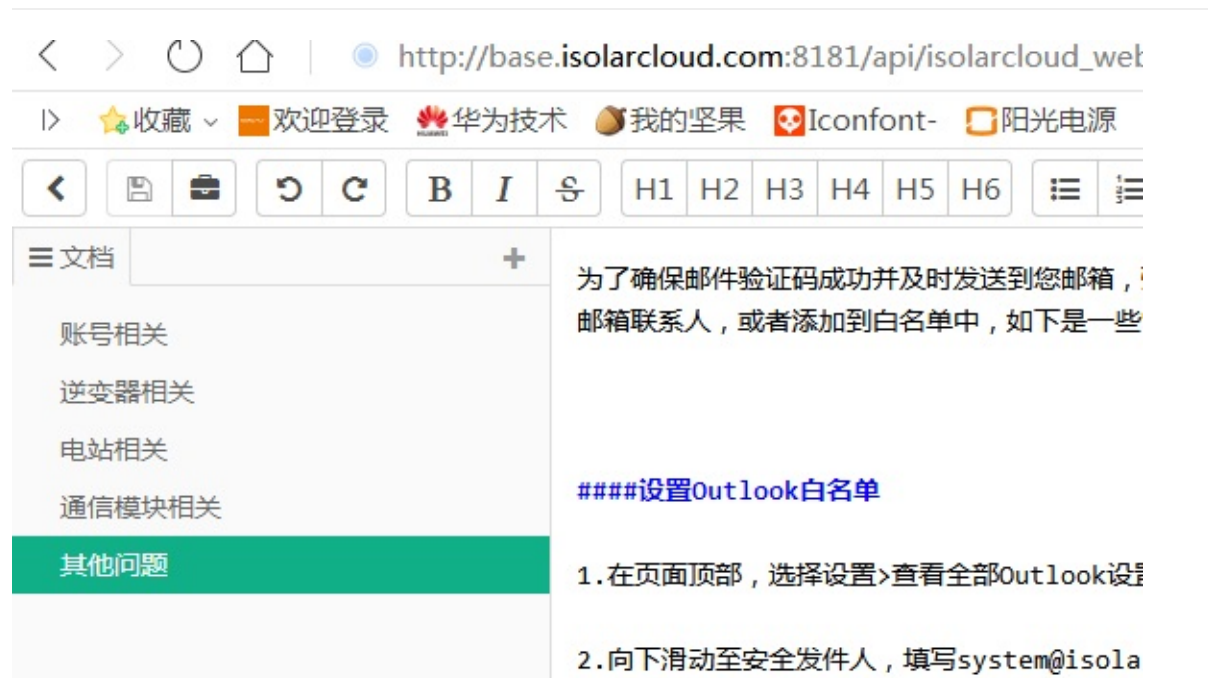 http://base.isolarcloud.com:8181/api/isolarcloud_web
收藏 欢迎登录 华为技术 我的坚果 Iconfont- 阳光电源
B I S H1 H2 H3 H4 H5 H6
文档 +
账号相关
逆变器相关
电站相关
通信模块相关
其他问题
为了确保邮件验证码成功并及时发送到您邮箱，
邮箱联系人，或者添加到白名单中，如下是一些
####设置Outlook白名单
1.在页面顶部，选择设置>查看全部Outlook设置
2.向下滑动至安全发件人，填写system@isola